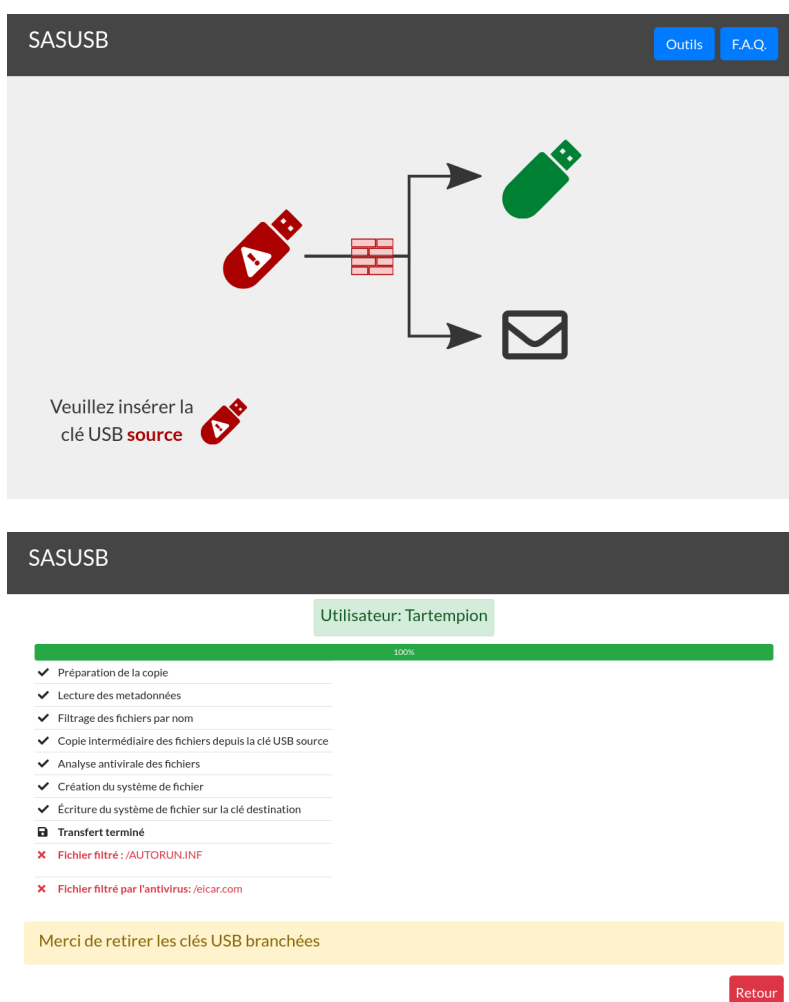 SASUSB
Outils
F.A.Q.
Veuillez insérer la
clé USB source
SASUSB
Utilisateur: Tartempion
100%
Préparation de la copie
Lecture des metadonnées
Filtrage des fichiers par nom
Copie intermédiaire des fichiers depuis la clé USB source
Analyse antivirale des fichiers
Création du système de fichier
Écriture du système de fichier sur la clé destination
Transfert terminé
Fichier filtré : /AUTORUN.INF
Fichier filtré par l'antivirus: /eicar.com
Merci de retirer les clés USB branchées
Retour